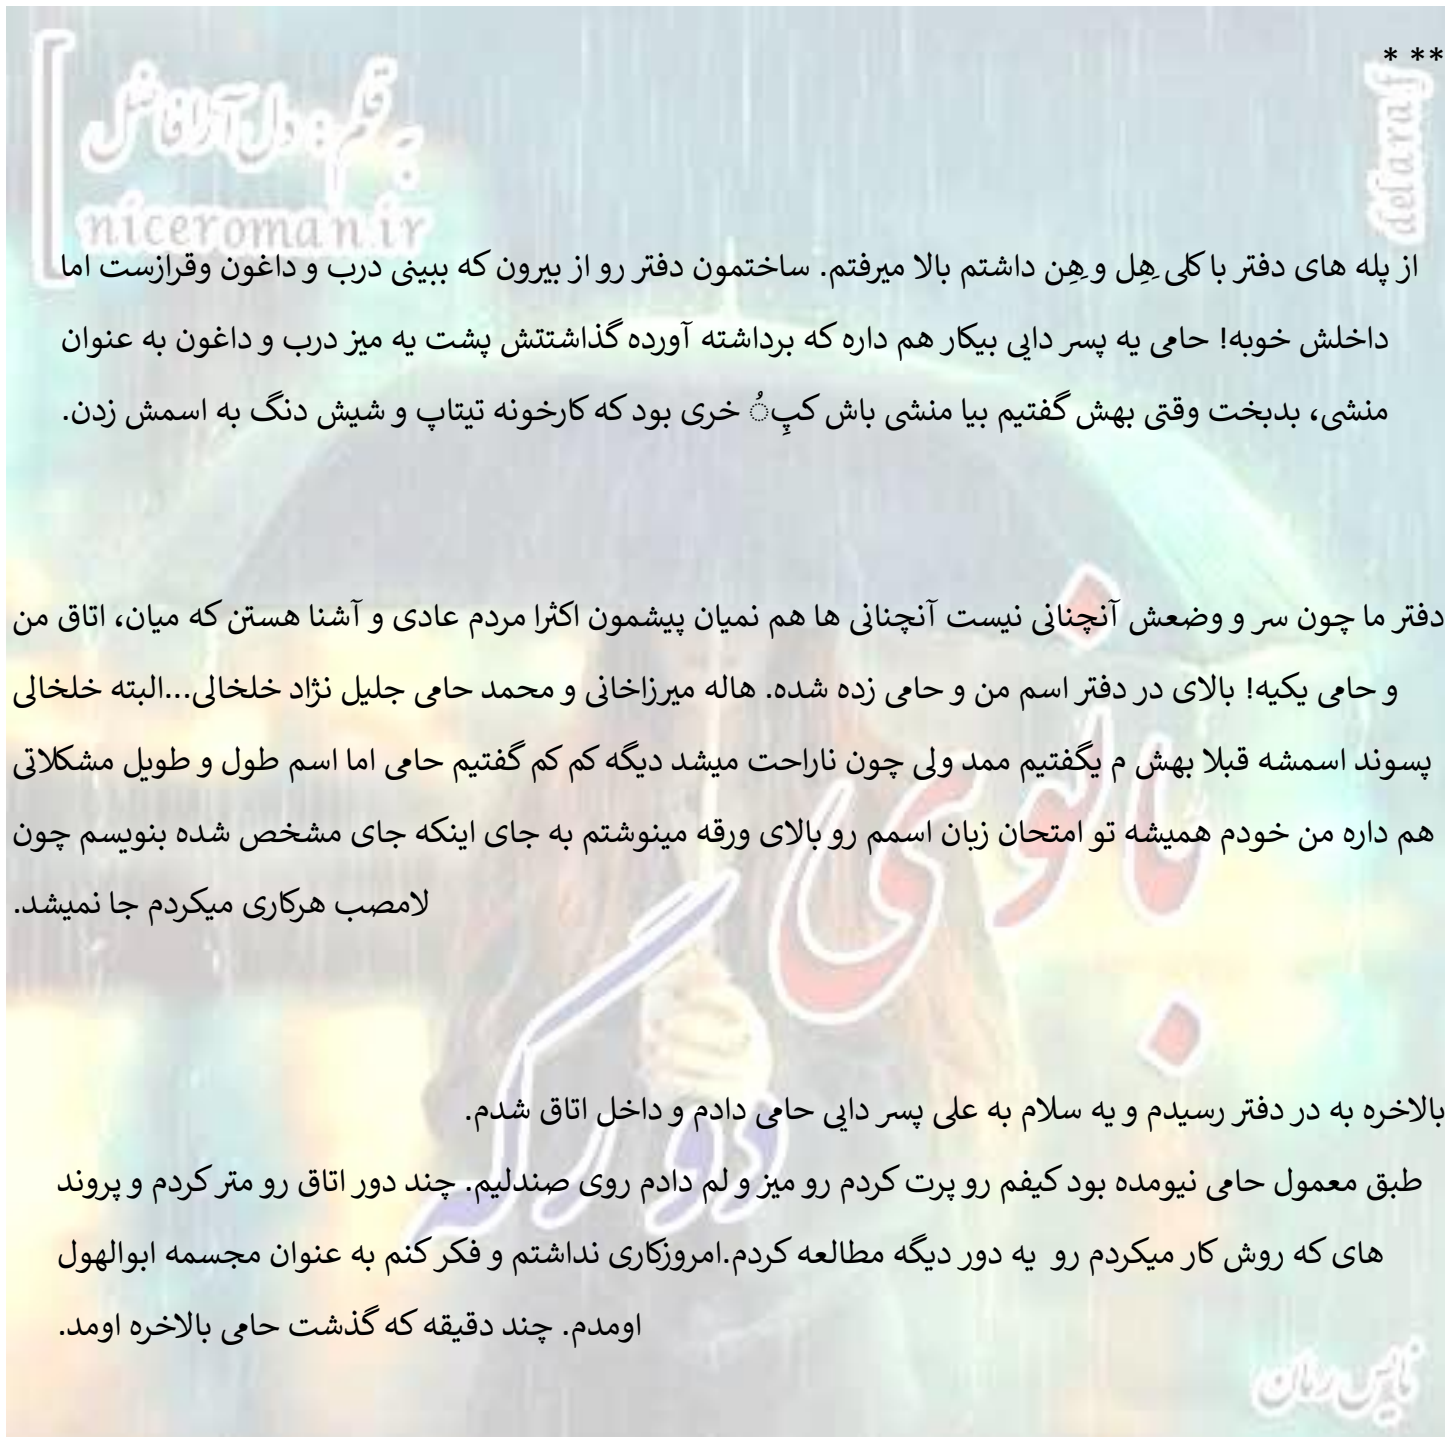 * **
به قلم: دل آرا فاضل
niceroman.ir
delaraf
از پله های دفتر با کلی هِل و هِن داشتم بالا میرفتم. ساختمون دفتر رو از بیرون که ببینی درب و داغون وقرازست اما
داخلش خوبه! حامی یه پسر دایی بیکار هم داره که برداشته آورده گذاشتتش پشت یه میز درب و داغون به عنوان
منشی، بدبخت وقتی بهش گفتیم بیا منشی باش کپِ ُ خری بود که کارخونه تیتاپ و شیش دنگ به اسمش زدن.
دفتر ما چون سر و وضعش آنچنانی نیست آنچنانی ها هم نمیان پیشمون اکثرا مردم عادی و آشنا هستن که میان، اتاق من
و حامی یکیه! بالای در دفتر اسم من و حامی زده شده. هاله میرزاخانی و محمد حامی جلیل نژاد خلخالی...البته خلخالی
پسوند اسمشه قبلا بهش م یگفتیم ممد ولی چون ناراحت میشد دیگه کم کم گفتیم حامی اما اسم طول و طویل مشکلاتی
هم داره من خودم همیشه تو امتحان زبان اسمم رو بالای ورقه مینوشتم به جای اینکه جای مشخص شده بنویسم چون
لامصب هرکاری میکردم جا نمیشد.
بانوی
دو رگه
بالاخره به در دفتر رسیدم و یه سلام به علی پسر دایی حامی دادم و داخل اتاق شدم.
طبق معمول حامی نیومده بود کیفم رو پرت کردم رو میز و لم دادم روی صندلیم. چند دور اتاق رو متر کردم و پروند
های که روش کار میکردم رو یه دور دیگه مطالعه کردم.امروزکاری نداشتم و فکر کنم به عنوان مجسمه ابوالهول
اومدم. چند دقیقه که گذشت حامی بالاخره اومد.
نایس رمان